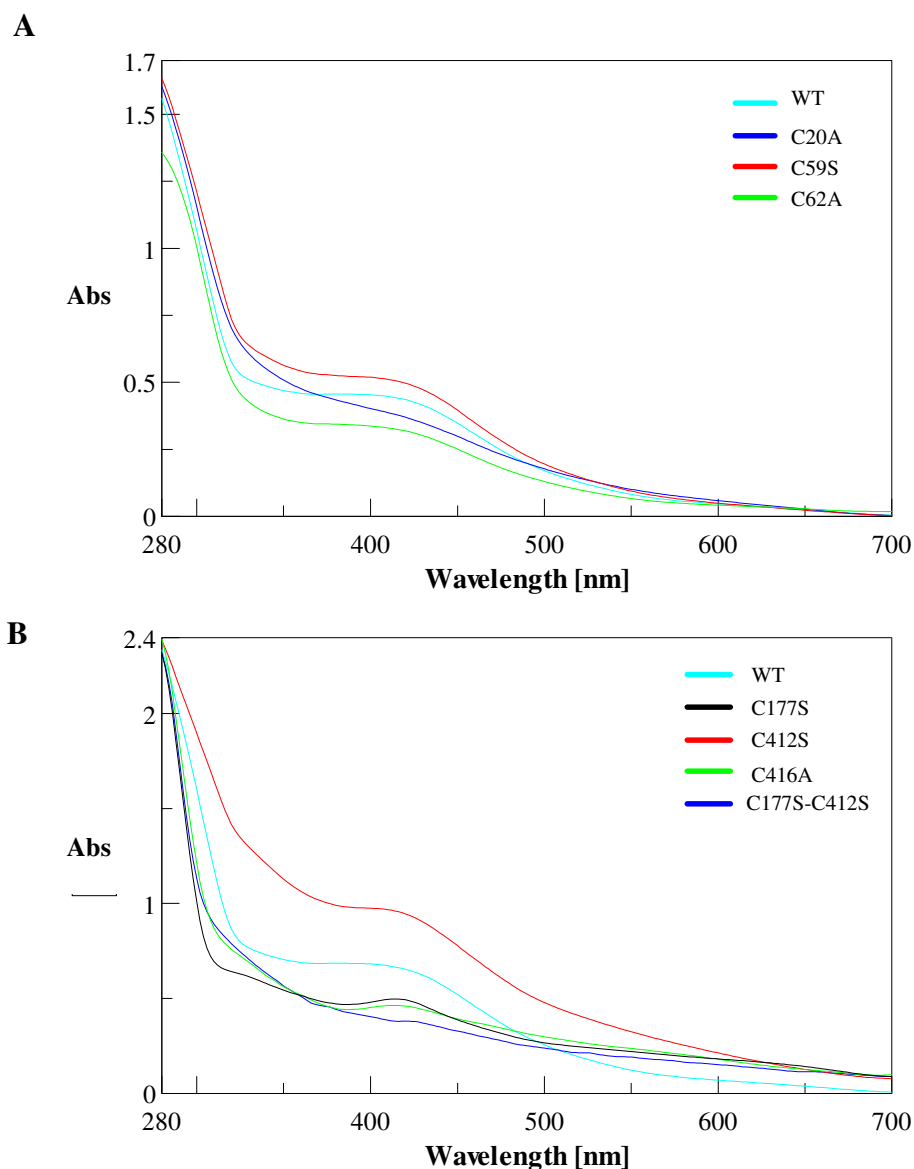 A
1.7
1.5
1
0.5
0
Abs
WT
C20A
C59S
C62A
280
400
500
600
700
Wavelength [nm]
B
2.4
2
1
0
Abs
WT
C177S
C412S
C416A
C177S-C412S
280
400
500
600
700
Wavelength [nm]